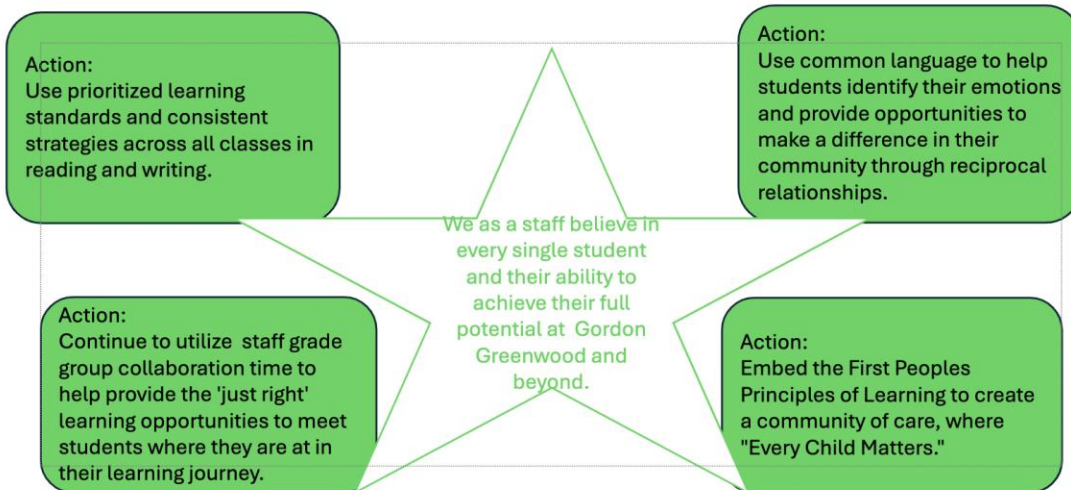 Action:
Use prioritized learning
standards and consistent
strategies across all classes in
reading and writing.
Action:
Use common language to help
students identify their emotions
and provide opportunities to
make a difference in their
community through reciprocal
relationships.
We as a staff believe in
every single student
and their ability to
achieve their full
potential at  Gordon
Greenwood and
beyond.
Action:
Continue to utilize  staff grade
group collaboration time to
help provide the 'just right'
learning opportunities to meet
students where they are at in
their learning journey.
Action:
Embed the First Peoples
Principles of Learning to create
a community of care, where
"Every Child Matters."